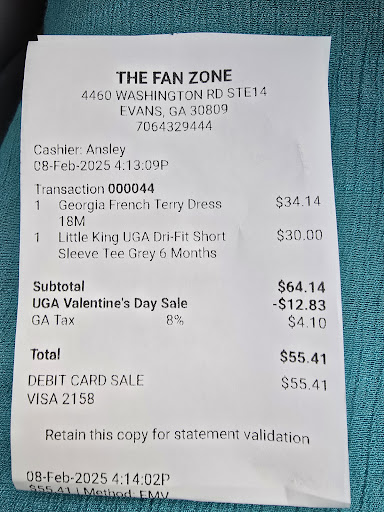 THE FAN ZONE
4460 WASHINGTON RD STE14
EVANS, GA 30809
7064329444
Cashier: Ansley
08-Feb-2025 4:13:09P
Transaction 000044
1 Georgia French Terry Dress $34.14
18M
1 Little King UGA Dri-Fit Short $30.00
Sleeve Tee Grey 6 Months
Subtotal $64.14
UGA Valentine's Day Sale -$12.83
GA Tax 8% $4.10
Total $55.41
DEBIT CARD SALE $55.41
VISA 2158
Retain this copy for statement validation
08-Feb-2025 4:14:02P
$55.41 | Method: EMV